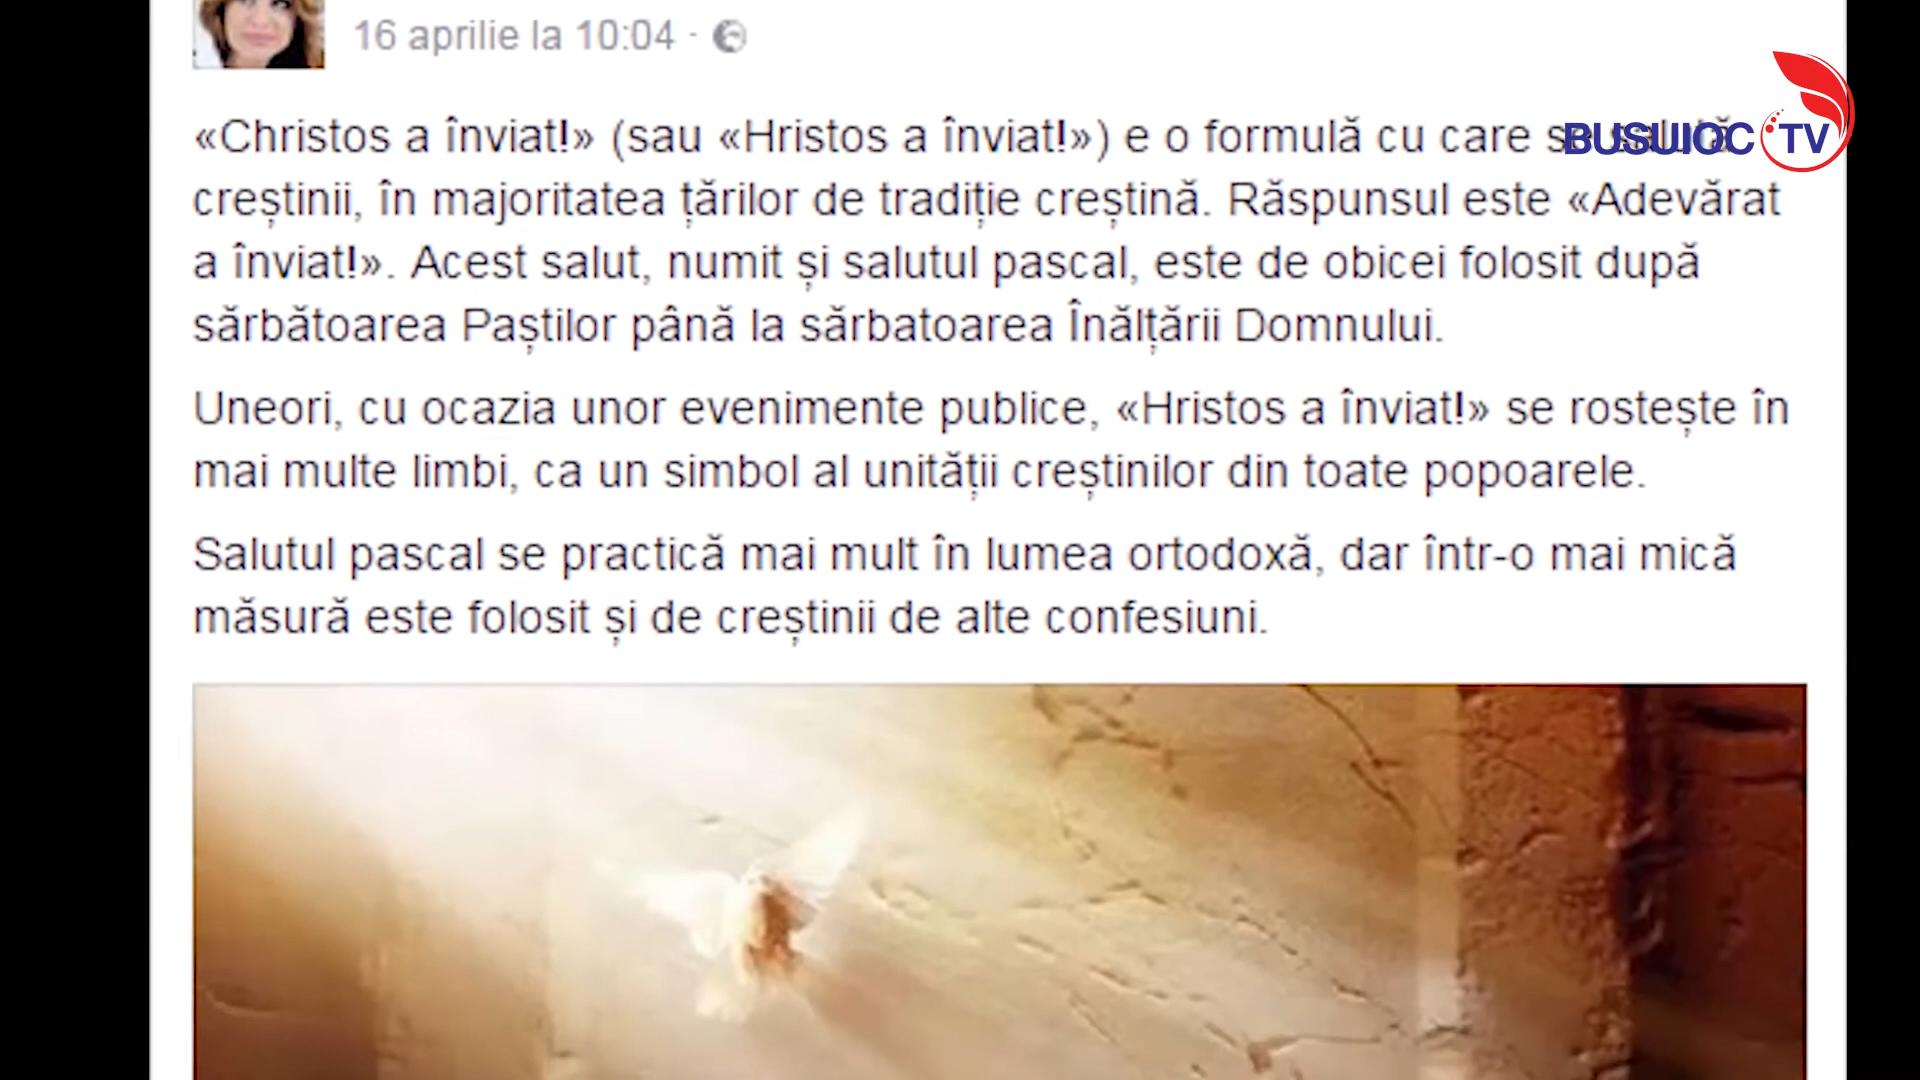 16 aprilie la 10:04 ·
BUSUIOC TV
«Christos a înviat!» (sau «Hristos a înviat!») e o formulă cu care se salută
creștinii, în majoritatea țărilor de tradiție creștină. Răspunsul este «Adevărat
a înviat!». Acest salut, numit și salutul pascal, este de obicei folosit după
sărbătoarea Paștilor până la sărbatoarea Înălțării Domnului.
Uneori, cu ocazia unor evenimente publice, «Hristos a înviat!» se rostește în
mai multe limbi, ca un simbol al unității creștinilor din toate popoarele.
Salutul pascal se practică mai mult în lumea ortodoxă, dar într-o mai mică
măsură este folosit și de creștinii de alte confesiuni.